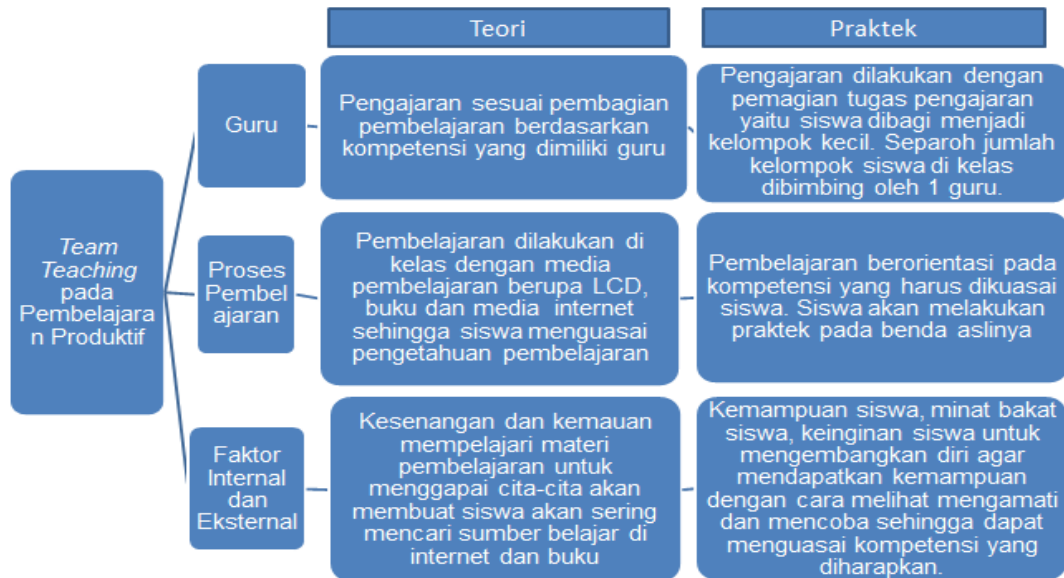 Teori
Praktek
Team
Teaching
pada
Pembelajara
n Produktif
Guru
Pengajaran sesuai pembagian
pembelajaran berdasarkan
kompetensi yang dimiliki guru
Pengajaran dilakukan dengan
pemagian tugas pengajaran
yaitu siswa dibagi menjadi
kelompok kecil. Separoh jumlah
kelompok siswa di kelas
dibimbing oleh 1 guru.
Proses
Pembel
ajaran
Pembelajaran dilakukan di
kelas dengan media
pembelajaran berupa LCD,
buku dan media internet
sehingga siswa menguasai
pengetahuan pembelajaran
Pembelajaran berorientasi pada
kompetensi yang harus dikuasai
siswa. Siswa akan melakukan
praktek pada benda aslinya
Faktor
Internal
dan
Eksternal
Kesenangan dan kemauan
mempelajari materi
pembelajaran untuk
menggapai cita-cita akan
membuat siswa akan sering
mencari sumber belajar di
internet dan buku
Kemampuan siswa, minat bakat
siswa, keinginan siswa untuk
mengembangkan diri agar
mendapatkan kemampuan
dengan cara melihat mengamati
dan mencoba sehingga dapat
menguasai kompetensi yang
diharapkan.